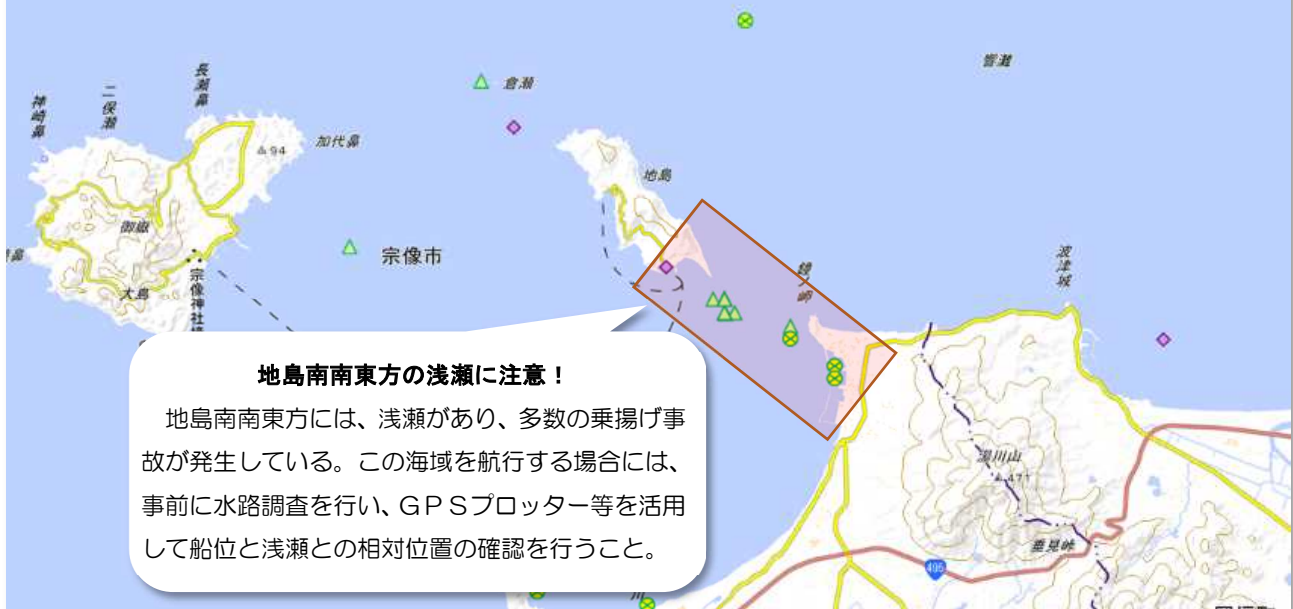 響灘
倉瀬
長瀬鼻
二俣瀬
神崎鼻
加代鼻
94
地島
御嶽
宗像市
鐘ノ岬
波津城
大島
宗像神社
地島南南東方の浅瀬に注意！
地島南南東方には、浅瀬があり、多数の乗揚げ事
故が発生している。この海域を航行する場合には、
事前に水路調査を行い、ＧＰＳプロッター等を活用
して船位と浅瀬との相対位置の確認を行うこと。
湯川山
471
垂見峠
495